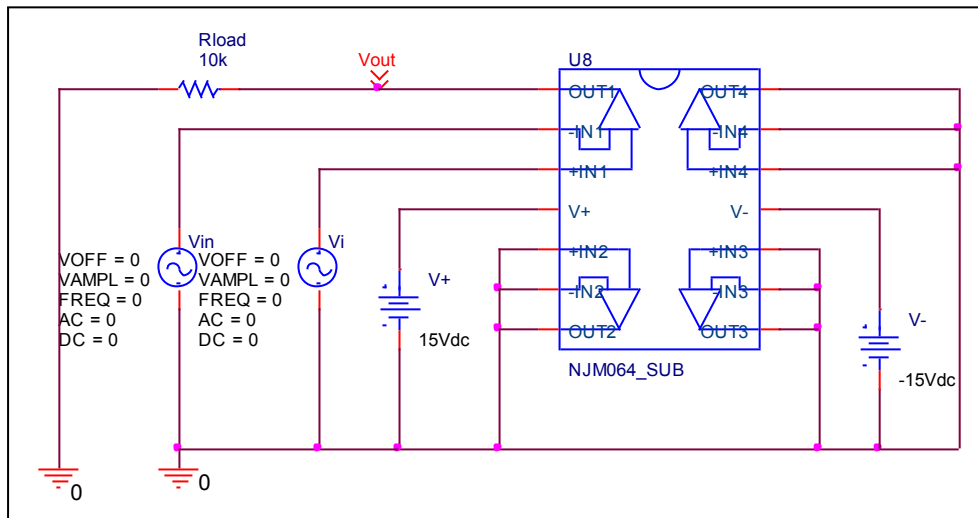 Rload
10k
Vout
U8
OUT1
-IN1
+IN1
V+
+IN2
-IN2
OUT2
OUT4
-IN4
+IN4
V-
+IN3
-IN3
OUT3
NJM064_SUB
Vin
VOFF = 0
VAMPL = 0
FREQ = 0
AC = 0
DC = 0
Vi
VOFF = 0
VAMPL = 0
FREQ = 0
AC = 0
DC = 0
V+
15Vdc
V-
-15Vdc
0
0